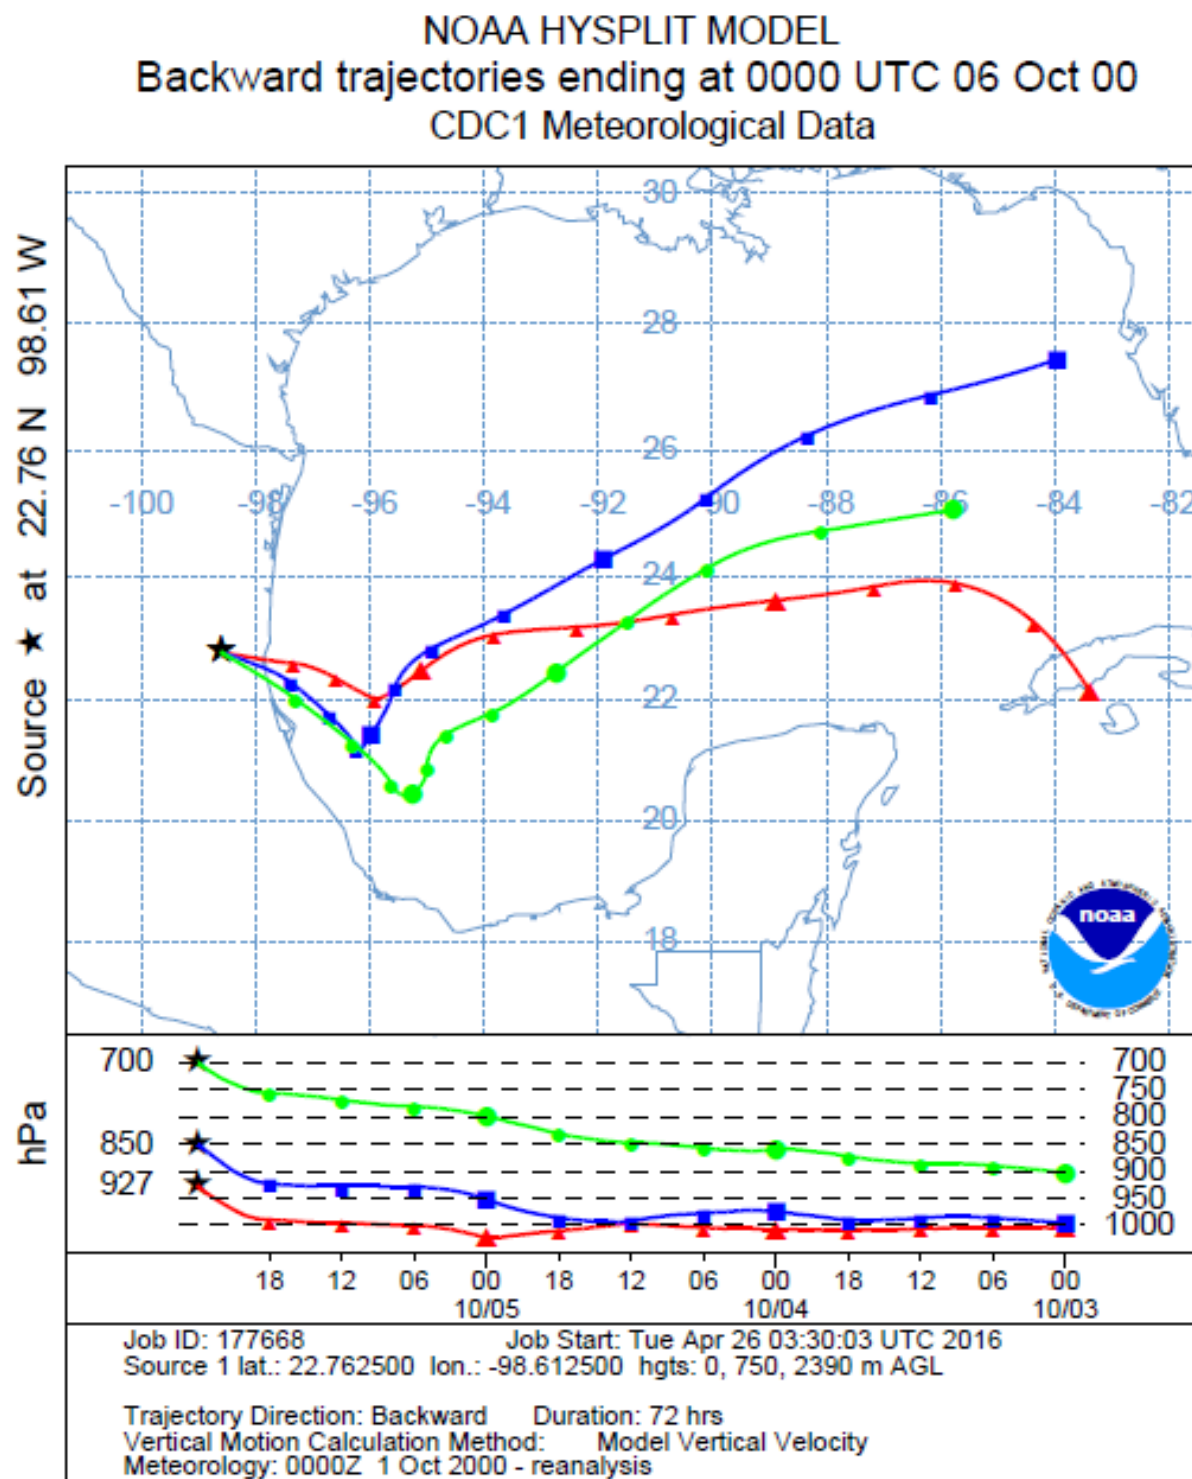 NOAA HYSPLIT MODEL
Backward trajectories ending at 0000 UTC 06 Oct 00
CDC1 Meteorological Data
Source ★ at 22.76 N 98.61 W
30
28
26
-100 -98 -96 -94 -92 -90 -88 -86 -84 -82
24
22
20
18
noaa
hPa
700 700
750
800
850 850
900
927
950
1000
18 12 06 00 18 12 06 00 18 12 06 00
10/05 10/04 10/03
Job ID: 177668 Job Start: Tue Apr 26 03:30:03 UTC 2016
Source 1 lat.: 22.762500 lon.: -98.612500 hgts: 0, 750, 2390 m AGL
Trajectory Direction: Backward Duration: 72 hrs
Vertical Motion Calculation Method: Model Vertical Velocity
Meteorology: 0000Z 1 Oct 2000 - reanalysis